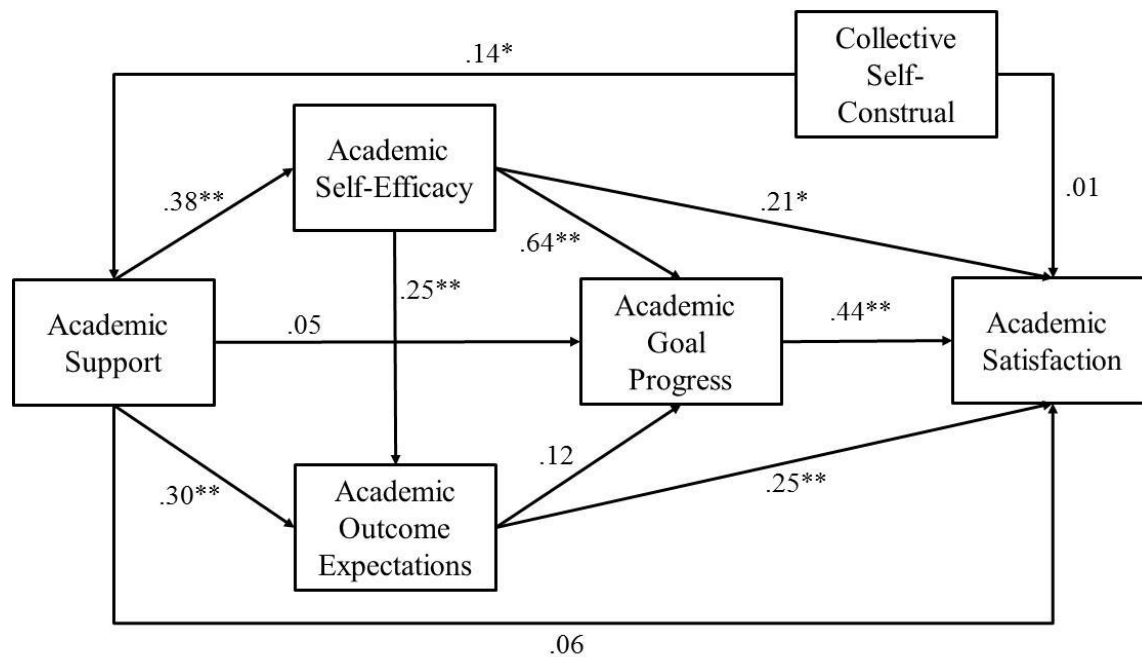 Collective
Self-
Construal
.14*
Academic
Self-Efficacy
.38**
.21*
.01
.64**
.25**
Academic
Support
.05
Academic
Goal
Progress
.44**
Academic
Satisfaction
.30**
.12
.25**
Academic
Outcome
Expectations
.06